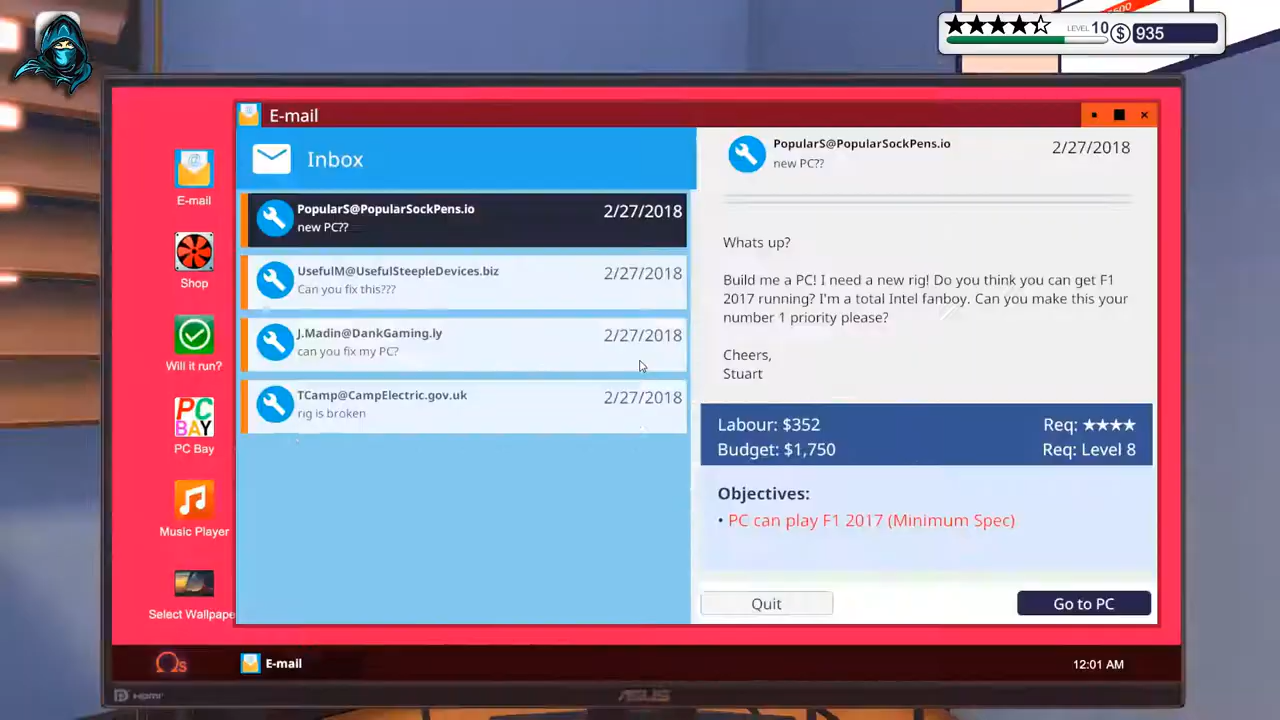 LEVEL 10 $ 935
E-mail
Inbox
PopularS@PopularSockPens.io 2/27/2018
new PC??
UsefulM@UsefulSteepleDevices.biz 2/27/2018
Can you fix this???
J.Madin@DankGaming.ly 2/27/2018
can you fix my PC?
TCamp@CampElectric.gov.uk 2/27/2018
rig is broken
PopularS@PopularSockPens.io 2/27/2018
new PC??
Whats up?
Build me a PC! I need a new rig! Do you think you can get F1
2017 running? I'm a total Intel fanboy. Can you make this your
number 1 priority please?
Cheers,
Stuart
Labour: $352 Req: ★★★★
Budget: $1,750 Req: Level 8
Objectives:
• PC can play F1 2017 (Minimum Spec)
Quit Go to PC
E-mail
Shop
Will it run?
PC BAY
PC Bay
Music Player
Select Wallpape
Ωs E-mail 12:01 AM
HDMI ASUS